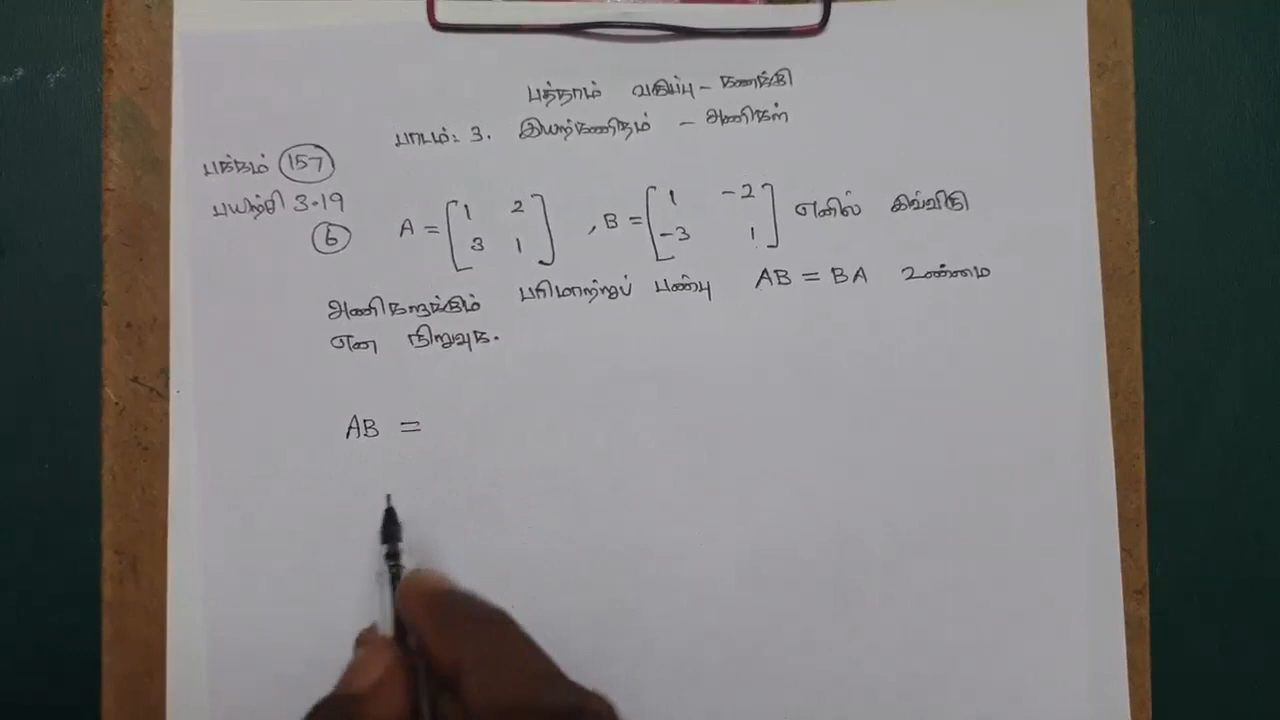 பத்தாம் வகுப்பு - கணக்கு
பாடம்: 3. இயற்கணிதம் - அணிகள்
பக்கம் 157
பயிற்சி 3.19
6 A = [1 2 3 1], B = [1 -2 -3 1] எனில் இவ்விரு
அணிகளுக்கும் பரிமாற்றுப் பண்பு AB = BA உண்மை
என நிறுவுக.
AB =